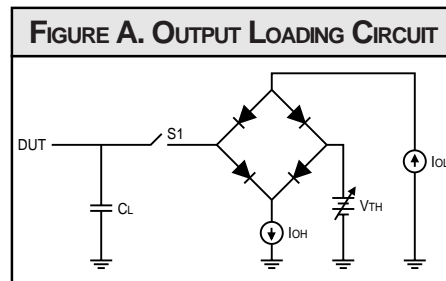 FIGURE A. OUTPUT LOADING CIRCUIT
DUT
S1
CL
IOH
VTH
IOL